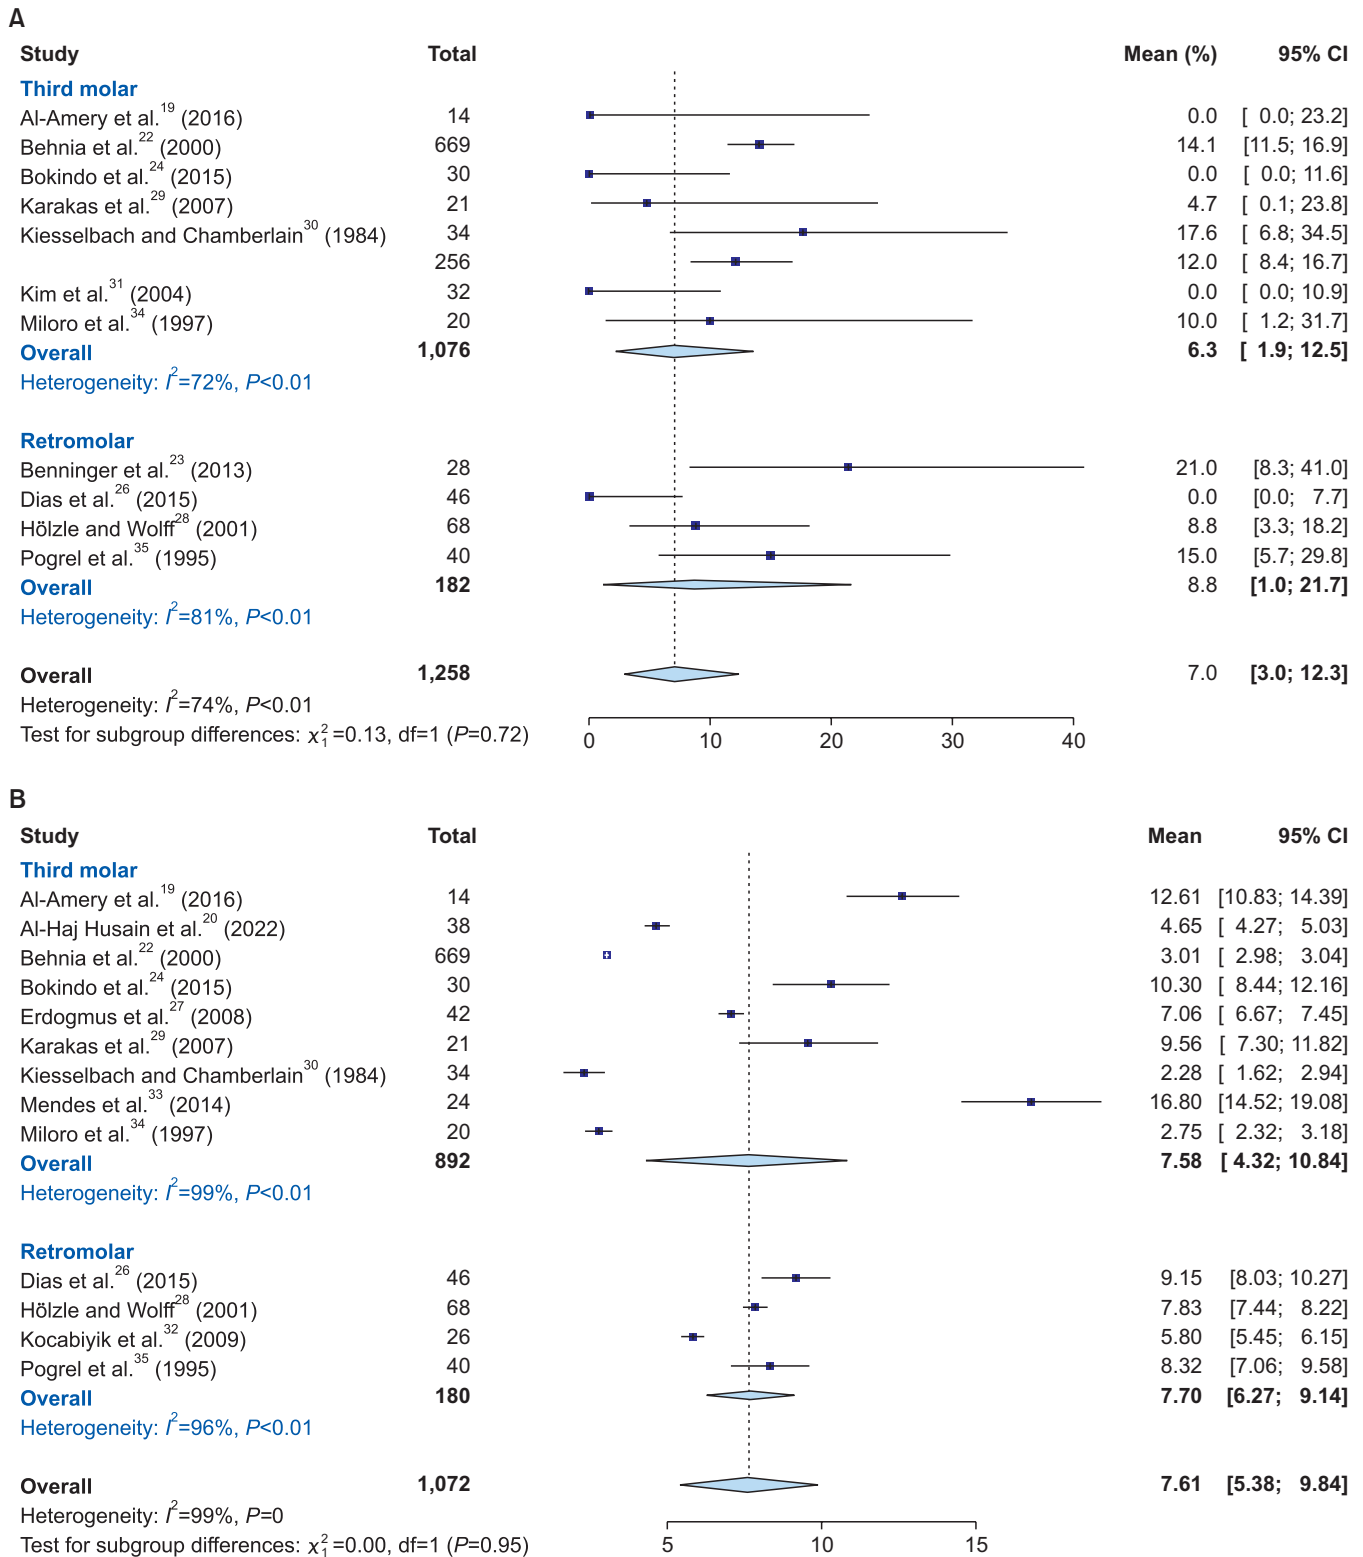 A
Study Total Mean (%) 95% CI
Third molar
Al-Amery et al.19 (2016) 14 0.0 [ 0.0; 23.2]
Behnia et al.22 (2000) 669 14.1 [11.5; 16.9]
Bokindo et al.24 (2015) 30 0.0 [ 0.0; 11.6]
Karakas et al.29 (2007) 21 4.7 [ 0.1; 23.8]
Kiesselbach and Chamberlain30 (1984) 34 17.6 [ 6.8; 34.5]
256 12.0 [ 8.4; 16.7]
Kim et al.31 (2004) 32 0.0 [ 0.0; 10.9]
Miloro et al.34 (1997) 20 10.0 [ 1.2; 31.7]
Overall 1,076 6.3 [ 1.9; 12.5]
Heterogeneity: I2=72%, P<0.01
Retromolar
Benninger et al.23 (2013) 28 21.0 [8.3; 41.0]
Dias et al.26 (2015) 46 0.0 [0.0; 7.7]
Hölzle and Wolff28 (2001) 68 8.8 [3.3; 18.2]
Pogrel et al.35 (1995) 40 15.0 [5.7; 29.8]
Overall 182 8.8 [1.0; 21.7]
Heterogeneity: I2=81%, P<0.01
Overall 1,258 7.0 [3.0; 12.3]
Heterogeneity: I2=74%, P<0.01
Test for subgroup differences: χ21=0.13, df=1 (P=0.72)
0 10 20 30 40
B
Study Total Mean 95% CI
Third molar
Al-Amery et al.19 (2016) 14 12.61 [10.83; 14.39]
Al-Haj Husain et al.20 (2022) 38 4.65 [ 4.27; 5.03]
Behnia et al.22 (2000) 669 3.01 [ 2.98; 3.04]
Bokindo et al.24 (2015) 30 10.30 [ 8.44; 12.16]
Erdogmus et al.27 (2008) 42 7.06 [ 6.67; 7.45]
Karakas et al.29 (2007) 21 9.56 [ 7.30; 11.82]
Kiesselbach and Chamberlain30 (1984) 34 2.28 [ 1.62; 2.94]
Mendes et al.33 (2014) 24 16.80 [14.52; 19.08]
Miloro et al.34 (1997) 20 2.75 [ 2.32; 3.18]
Overall 892 7.58 [ 4.32; 10.84]
Heterogeneity: I2=99%, P<0.01
Retromolar
Dias et al.26 (2015) 46 9.15 [8.03; 10.27]
Hölzle and Wolff28 (2001) 68 7.83 [7.44; 8.22]
Kocabiyik et al.32 (2009) 26 5.80 [5.45; 6.15]
Pogrel et al.35 (1995) 40 8.32 [7.06; 9.58]
Overall 180 7.70 [6.27; 9.14]
Heterogeneity: I2=96%, P<0.01
Overall 1,072 7.61 [5.38; 9.84]
Heterogeneity: I2=99%, P=0
Test for subgroup differences: χ21=0.00, df=1 (P=0.95)
5 10 15